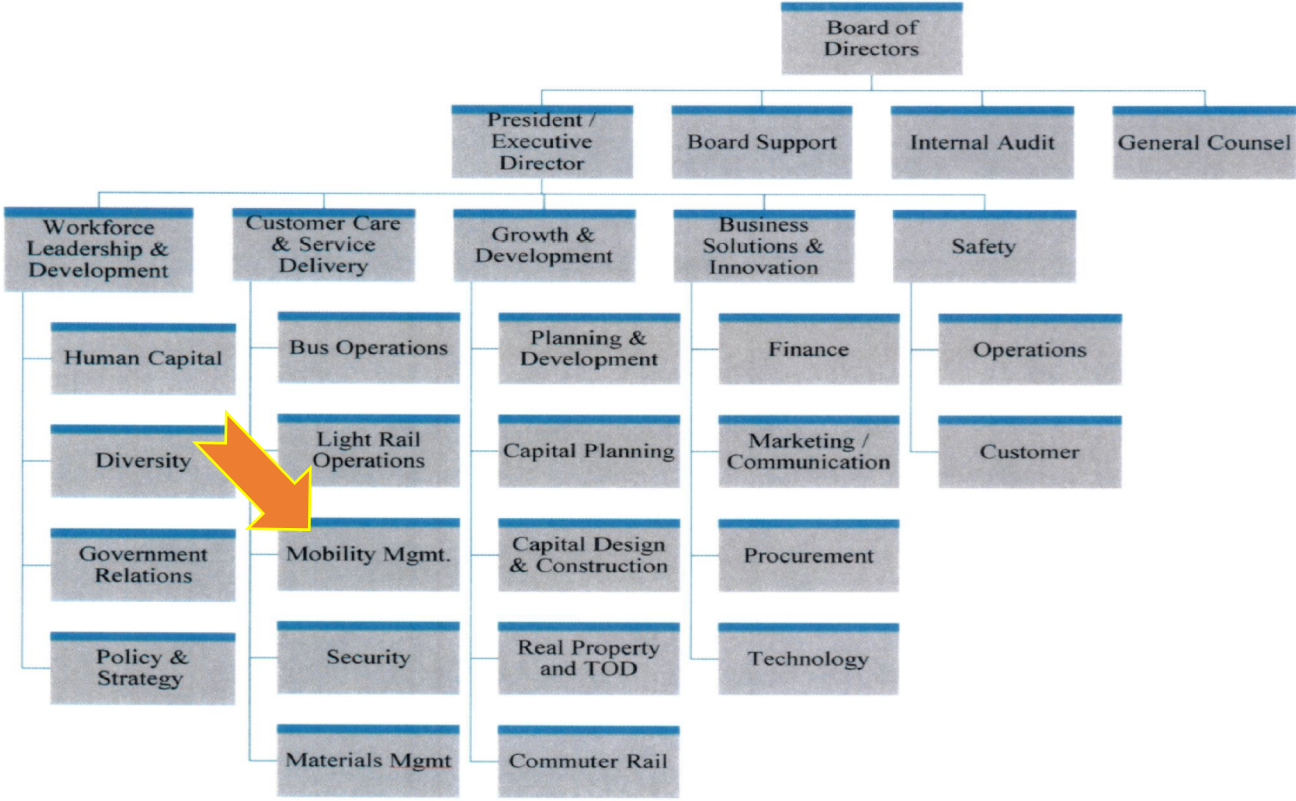 Board of
Directors
President /
Executive
Director
Board Support
Internal Audit
General Counsel
Workforce
Leadership &
Development
Customer Care
& Service
Delivery
Growth &
Development
Business
Solutions &
Innovation
Safety
Human Capital
Diversity
Government
Relations
Policy &
Strategy
Bus Operations
Light Rail
Operations
Mobility Mgmt.
Security
Materials Mgmt
Planning &
Development
Capital Planning
Capital Design
& Construction
Real Property
and TOD
Commuter Rail
Finance
Marketing /
Communication
Procurement
Technology
Operations
Customer